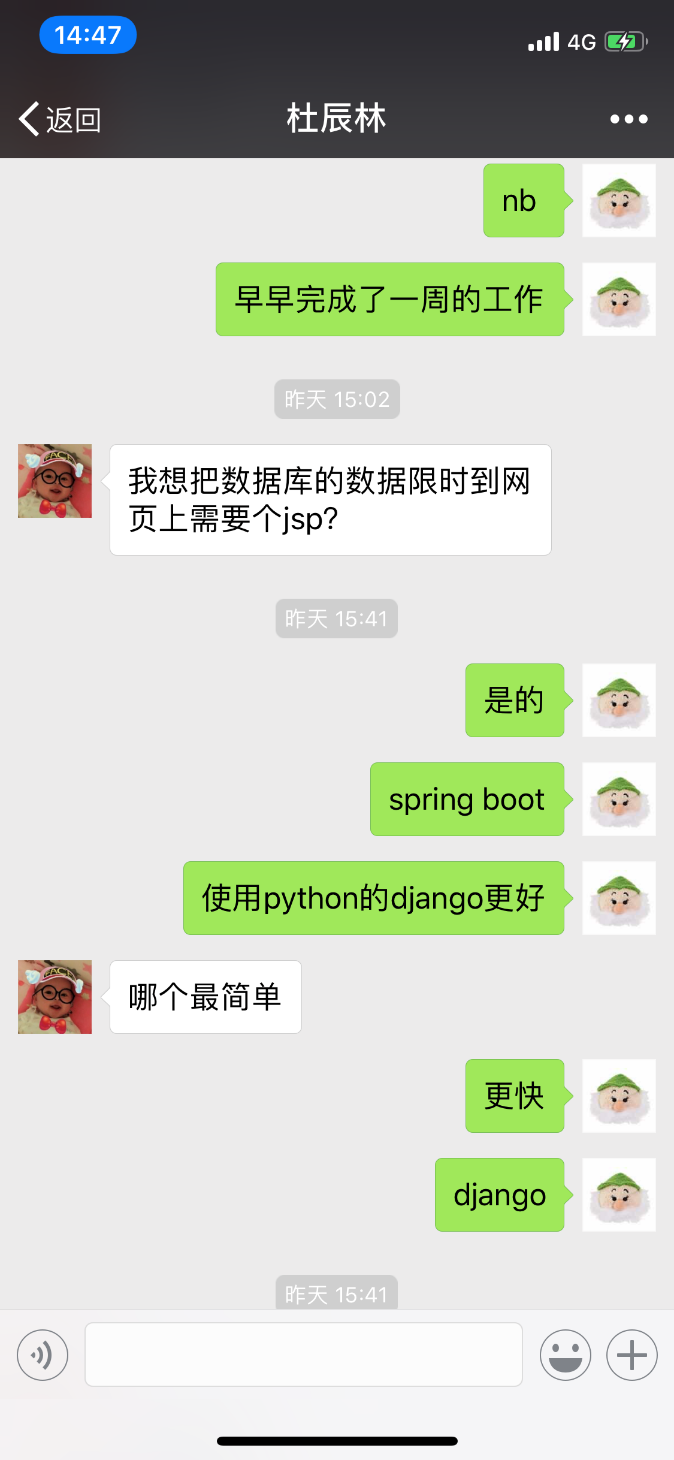 14:47
4G
返回
杜辰林
nb
早早完成了一周的工作
昨天 15:02
我想把数据库的数据限时到网
页上需要个jsp?
昨天 15:41
是的
spring boot
使用python的django更好
哪个最简单
更快
django
昨天 15:41